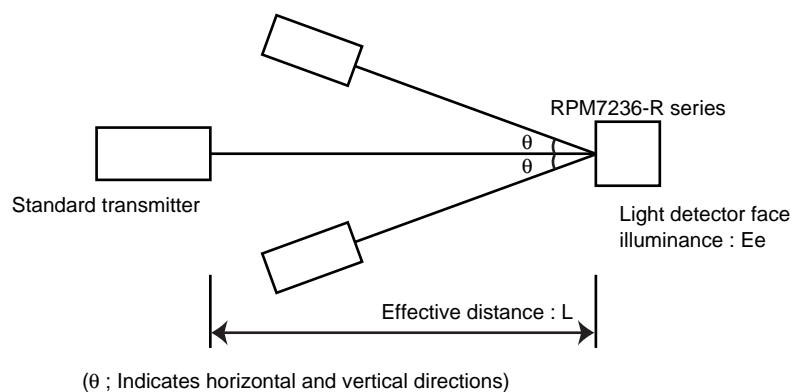 RPM7236-R series
θ
θ
Standard transmitter
Light detector face
illuminance : Ee
Effective distance : L
(θ ; Indicates horizontal and vertical directions)